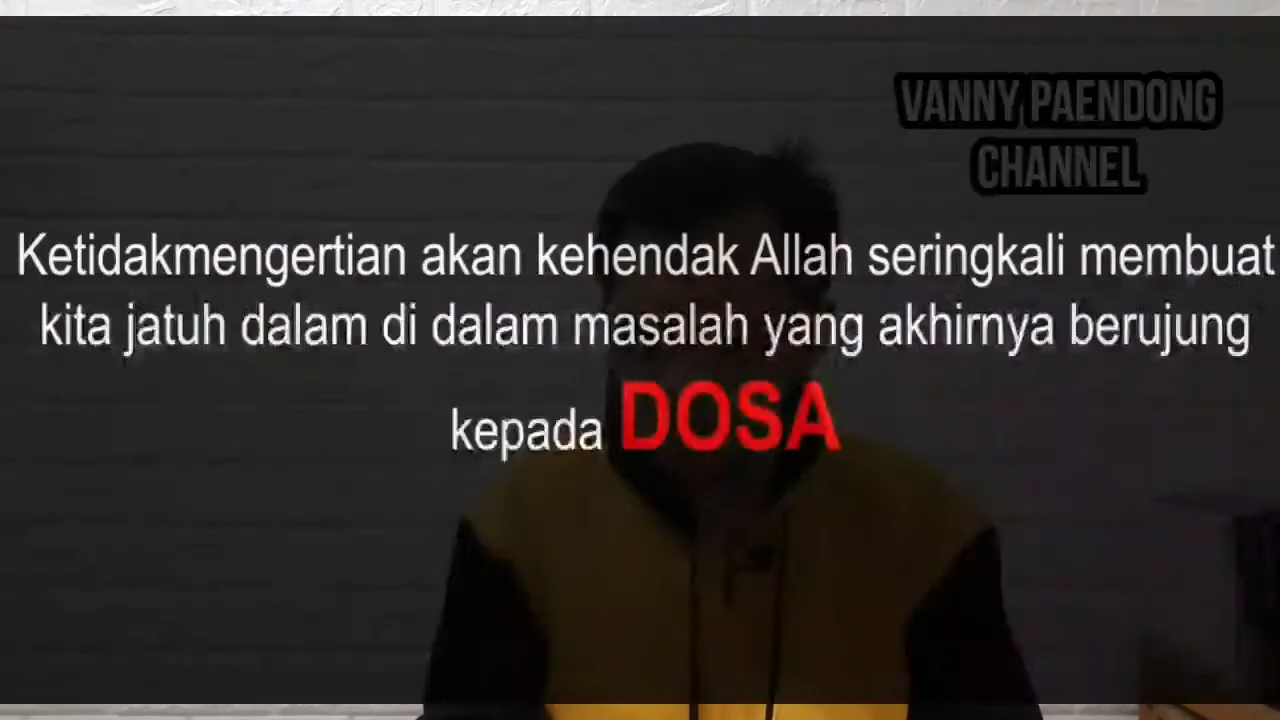 VANNY PAENDONG
CHANNEL
Ketidakmengertian akan kehendak Allah seringkali membuat
kita jatuh dalam di dalam masalah yang akhirnya berujung
kepada DOSA